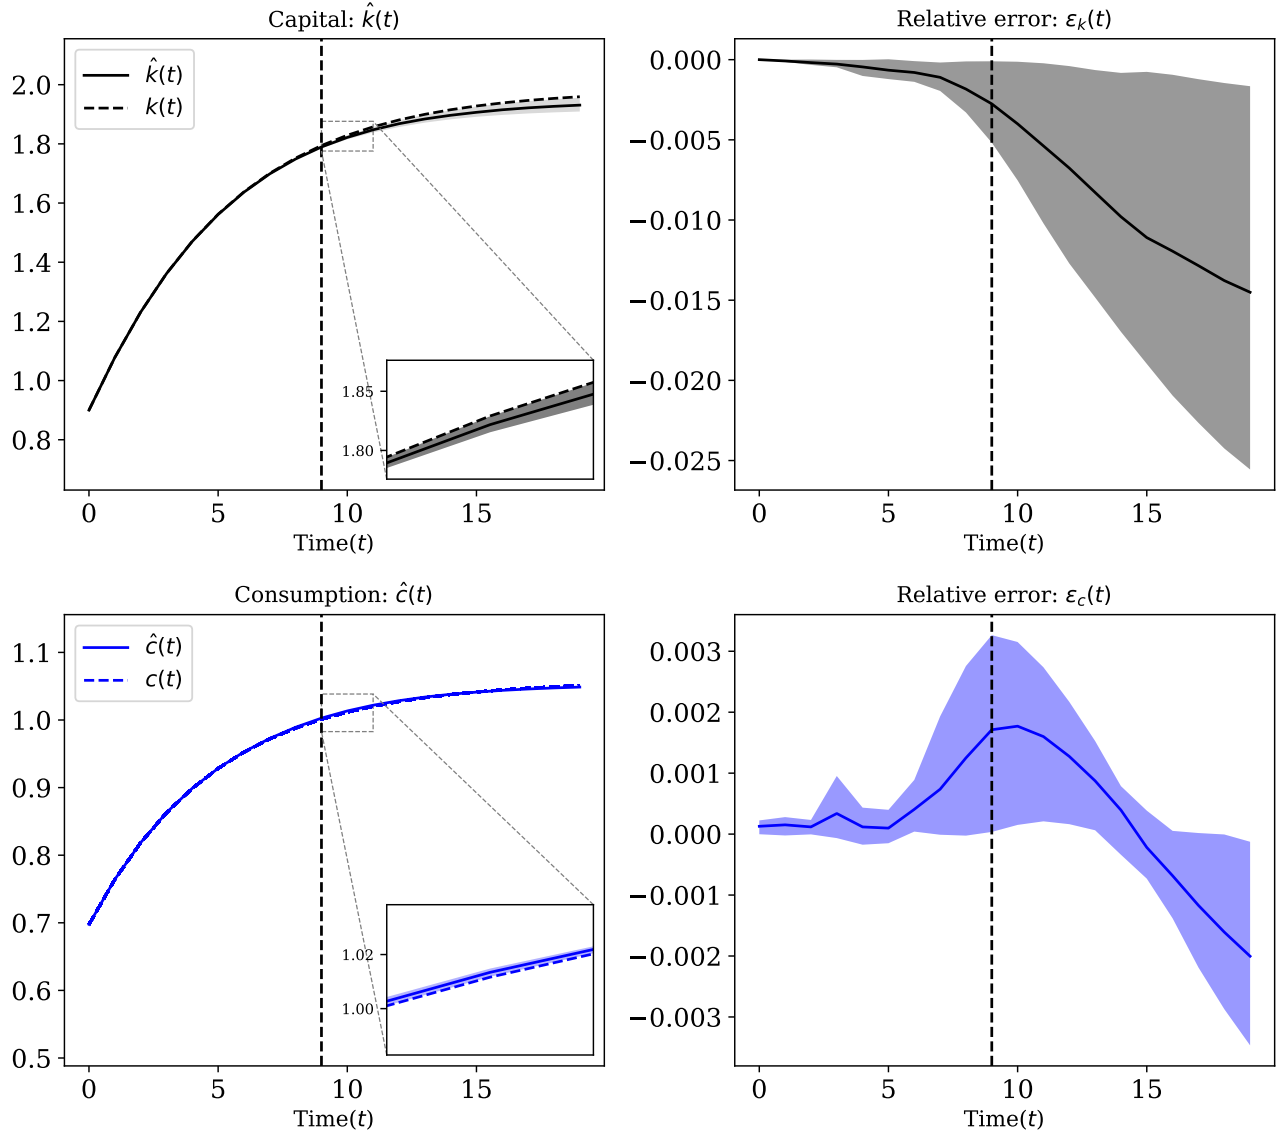 Capital: k̂(t)
k̂(t)
k(t)
2.0
1.8
1.6
1.4
1.2
1.0
0.8
1.85
1.80
0 5 10 15
Time(t)
Relative error: ε_k(t)
0.000
−0.005
−0.010
−0.015
−0.020
−0.025
0 5 10 15
Time(t)
Consumption: ĉ(t)
ĉ(t)
c(t)
1.1
1.0
0.9
0.8
0.7
0.6
0.5
1.02
1.00
0 5 10 15
Time(t)
Relative error: ε_c(t)
0.003
0.002
0.001
0.000
−0.001
−0.002
−0.003
0 5 10 15
Time(t)